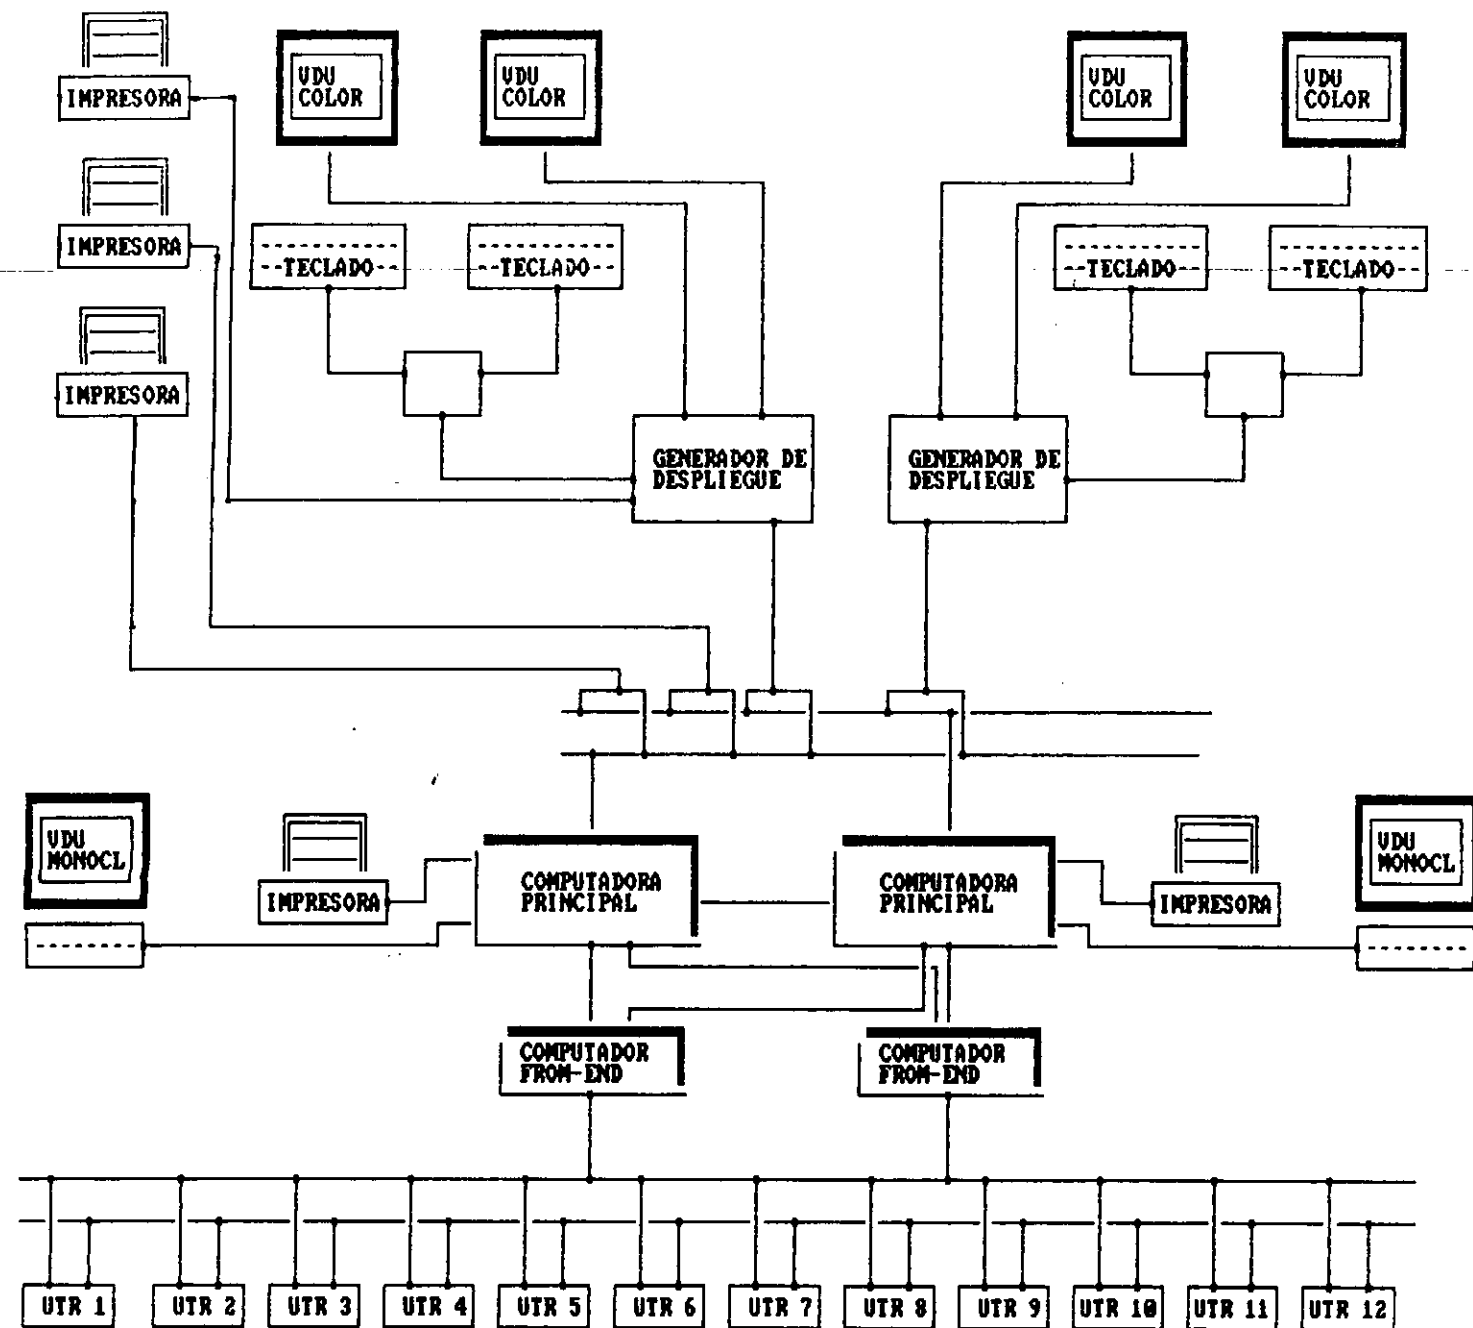 IMPRESORA
VDU
COLOR
VDU
COLOR
VDU
COLOR
VDU
COLOR
IMPRESORA
TECLADO
TECLADO
TECLADO
TECLADO
IMPRESORA
GENERADOR DE
DESPLIEGUE
GENERADOR DE
DESPLIEGUE
VDU
MONOCL
IMPRESORA
COMPUTADORA
PRINCIPAL
COMPUTADORA
PRINCIPAL
IMPRESORA
VDU
MONOCL
COMPUTADOR
FROM-END
COMPUTADOR
FROM-END
UTR 1
UTR 2
UTR 3
UTR 4
UTR 5
UTR 6
UTR 7
UTR 8
UTR 9
UTR 10
UTR 11
UTR 12